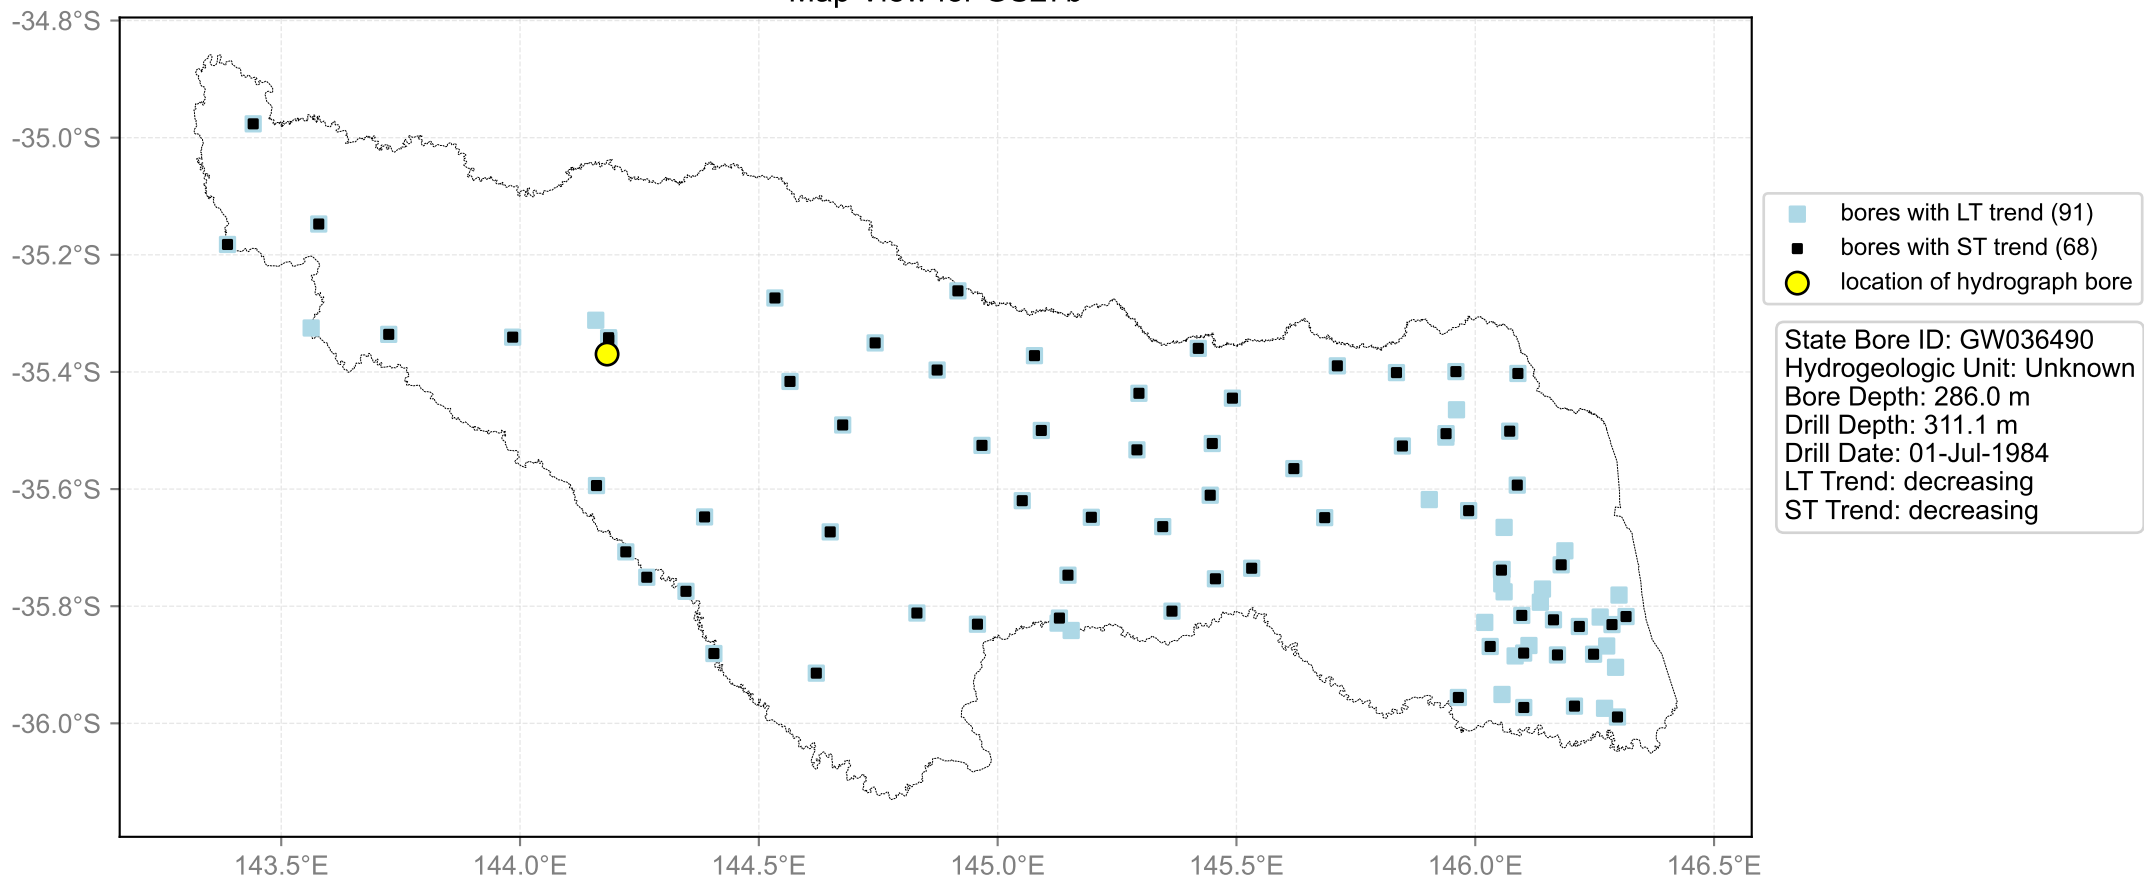 -34.8°S
-35.0°S
-35.2°S
-35.4°S
-35.6°S
-35.8°S
-36.0°S
143.5°E
144.0°E
144.5°E
145.0°E
145.5°E
146.0°E
146.5°E
bores with LT trend (91)
bores with ST trend (68)
location of hydrograph bore
State Bore ID: GW036490
Hydrogeologic Unit: Unknown
Bore Depth: 286.0 m
Drill Depth: 311.1 m
Drill Date: 01-Jul-1984
LT Trend: decreasing
ST Trend: decreasing